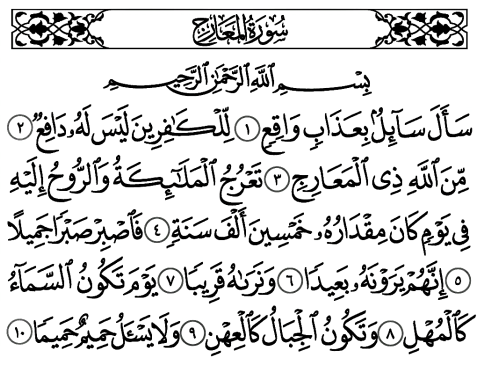 سُورَةُ الْمَعَارِجِ
بِسْمِ ٱللَّهِ ٱلرَّحْمَٰنِ ٱلرَّحِيمِ
سَأَلَ سَآئِلٌۢ بِعَذَابٍ وَاقِعٍ ١ لِّلْكَٰفِرِينَ لَيْسَ لَهُۥ دَافِعٌ ٢
مِّنَ ٱللَّهِ ذِى ٱلْمَعَارِجِ ٣ تَعْرُجُ ٱلْمَلَٰٓئِكَةُ وَٱلرُّوحُ إِلَيْهِ
فِى يَوْمٍ كَانَ مِقْدَارُهُۥ خَمْسِينَ أَلْفَ سَنَةٍ ٤ فَٱصْبِرْ صَبْرًا جَمِيلًا
٥ إِنَّهُمْ يَرَوْنَهُۥ بَعِيدًا ٦ وَنَرَىٰهُ قَرِيبًا ٧ يَوْمَ تَكُونُ ٱلسَّمَآءُ
كَٱلْمُهْلِ ٨ وَتَكُونُ ٱلْجِبَالُ كَٱلْعِهْنِ ٩ وَلَا يَسْـَٔلُ حَمِيمٌ حَمِيمًا ١٠